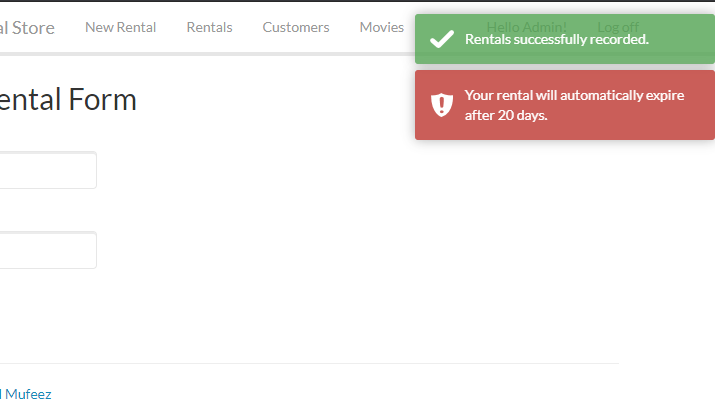 al Store New Rental Rentals Customers Movies Hello Admin! Log off
Rentals successfully recorded.
ental Form
Your rental will automatically expire
after 20 days.
Mufeez